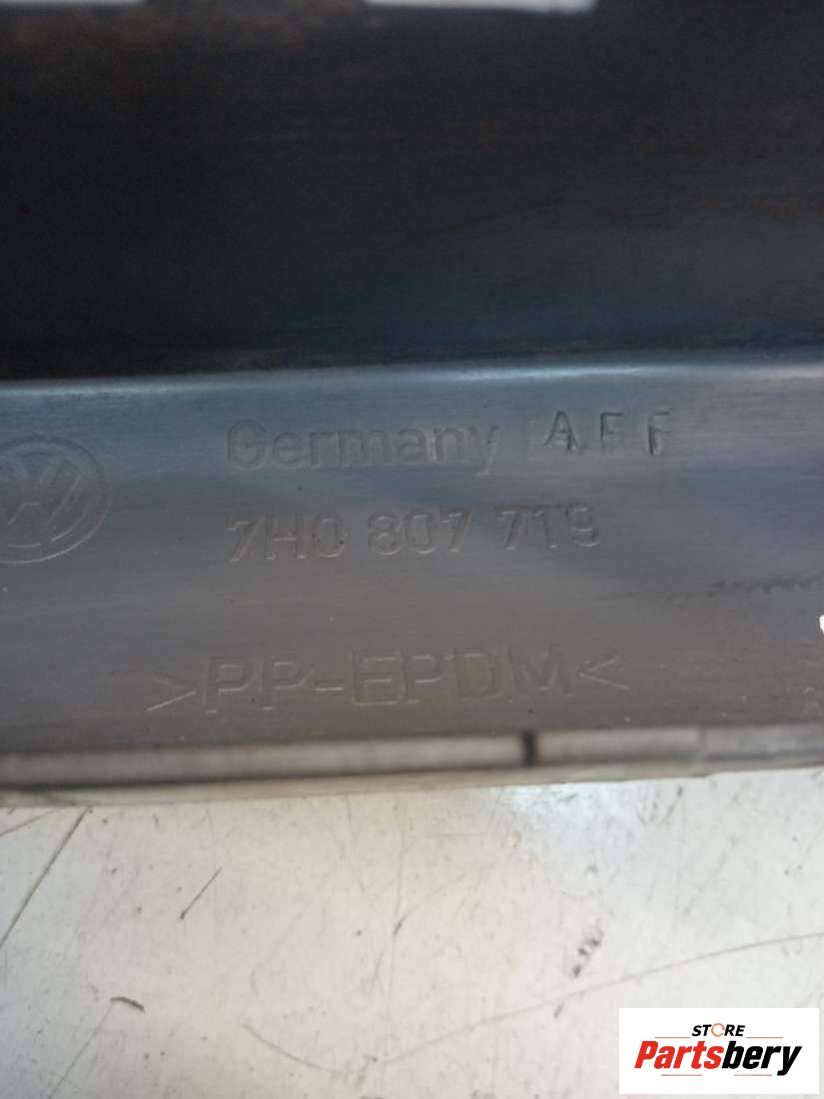 Germany AFF
7H0 807 719
>PP-EPDM<
STORE
Partsbery